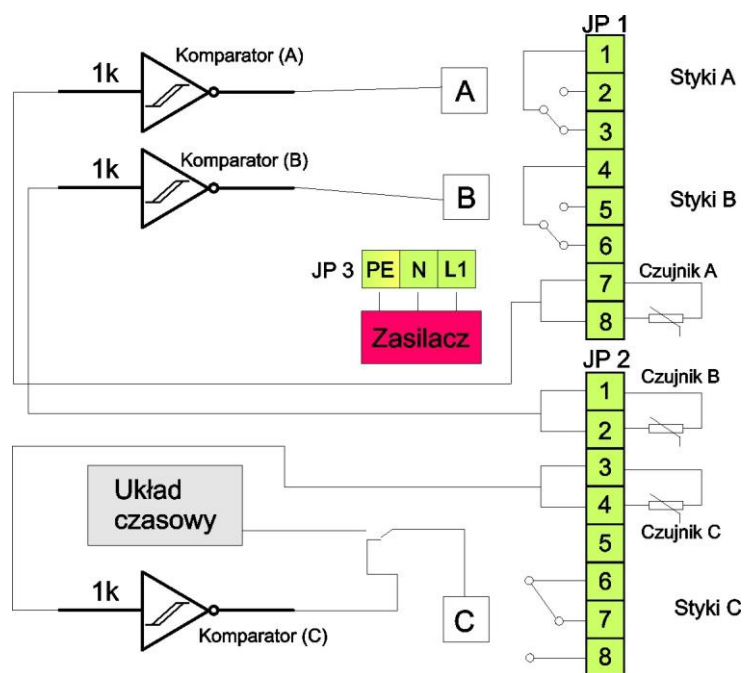 JP 1
Komparator (A)
1k
A
1
2
3
Styki A
Komparator (B)
1k
B
4
5
6
Styki B
JP 3
PE
N
L1
Zasilacz
7
8
Czujnik A
JP 2
1
2
Czujnik B
3
4
Czujnik C
5
Układ
czasowy
1k
Komparator (C)
C
6
7
8
Styki C